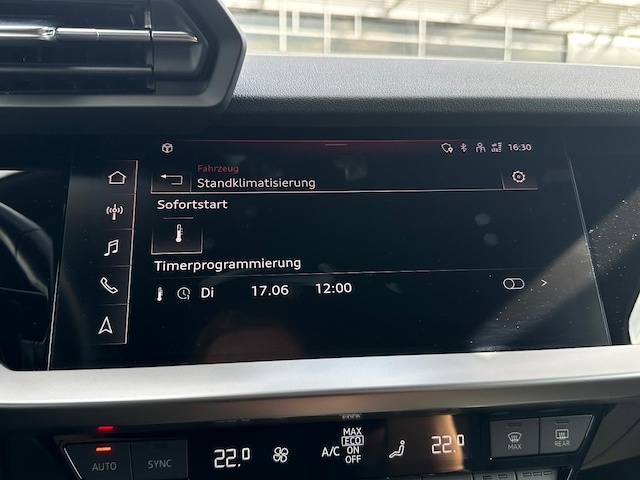 16:30
Fahrzeug
Standklimatisierung
Sofortstart
Timerprogrammierung
Di 17.06 12:00
AUTO
SYNC
22.0
A/C
MAX
ECO
ON
OFF
22.0
MAX
REAR